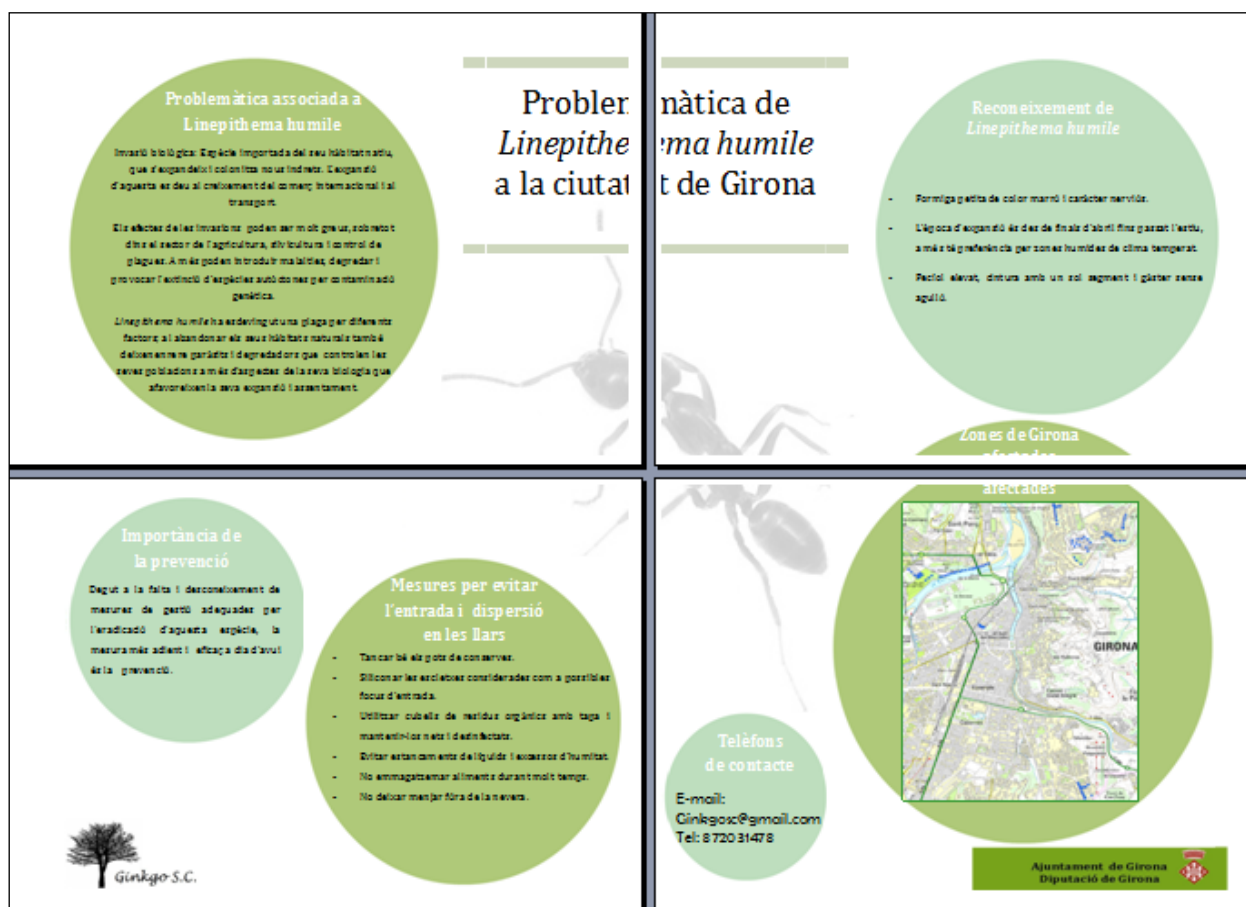 Problemàtica associada a
Linepithema humile
Invasió biològica: Espècie importada del seu hàbitat natiu,
que s'expandeix i colonitza nous indrets. L'expansió
d'aquesta es deu al creixement del comerç internacional i al
transport.
Els efectes de les invasions poden ser molt greus, sobretot
dins el sector de l'agricultura, silvicultura i control de
plagues. A més poden introduir malalties, degradar i
provocar l'extinció d'espècies autòctones per contaminació
genètica.
Linepithema humile ha esdevingut una plaga per diferents
factors; al abandonar els seus hàbitats naturals també
deixen enrere paràsits i degradadors que controlen les
seves poblacions a més d'aspectes de la seva biologia que
afavoreixen la seva expansió i assentament.
Problemàtica de
Linepithema humile
a la ciutat de Girona
Reconeixement de
Linepithema humile
- Formiga petita de color marró i caràcter nerviós.
- L'època d'expansió és des de finals d'abril fins passat l'estiu,
a més té preferència per zones humides de clima temperat.
- Peciol elevat, cintura amb un sol segment i gàster sense
agulló.
Zones de Girona
afectades
afectades
Importància de
la prevenció
Degut a la falta i desconeixement de
mesures de gestió adequades per
l'eradicació d'aquesta espècie, la
mesura més adient i eficaç a dia d'avui
és la prevenció.
Mesures per evitar
l'entrada i dispersió
en les llars
- Tancar bé els pots de conserves.
- Siliconar les escletxes considerades com a possibles
focus d'entrada.
- Utilitzar cubells de residus orgànics amb tapa i
mantenir-los nets i desinfectats.
- Evitar estancaments de líquids i excessos d'humitat.
- No emmagatzemar aliments durant molt temps.
- No deixar menjar fóra de la nevera.
Ginkgo S.C.
GIRONA
Telèfons
de contacte
E-mail:
Ginkgosc@gmail.com
Tel: 872031478
Ajuntament de Girona
Diputació de Girona